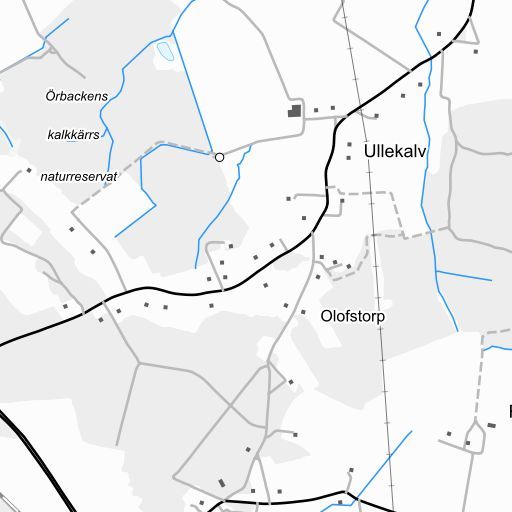 Örbackens
kalkkärrs
naturreservat
Ullekalv
Olofstorp